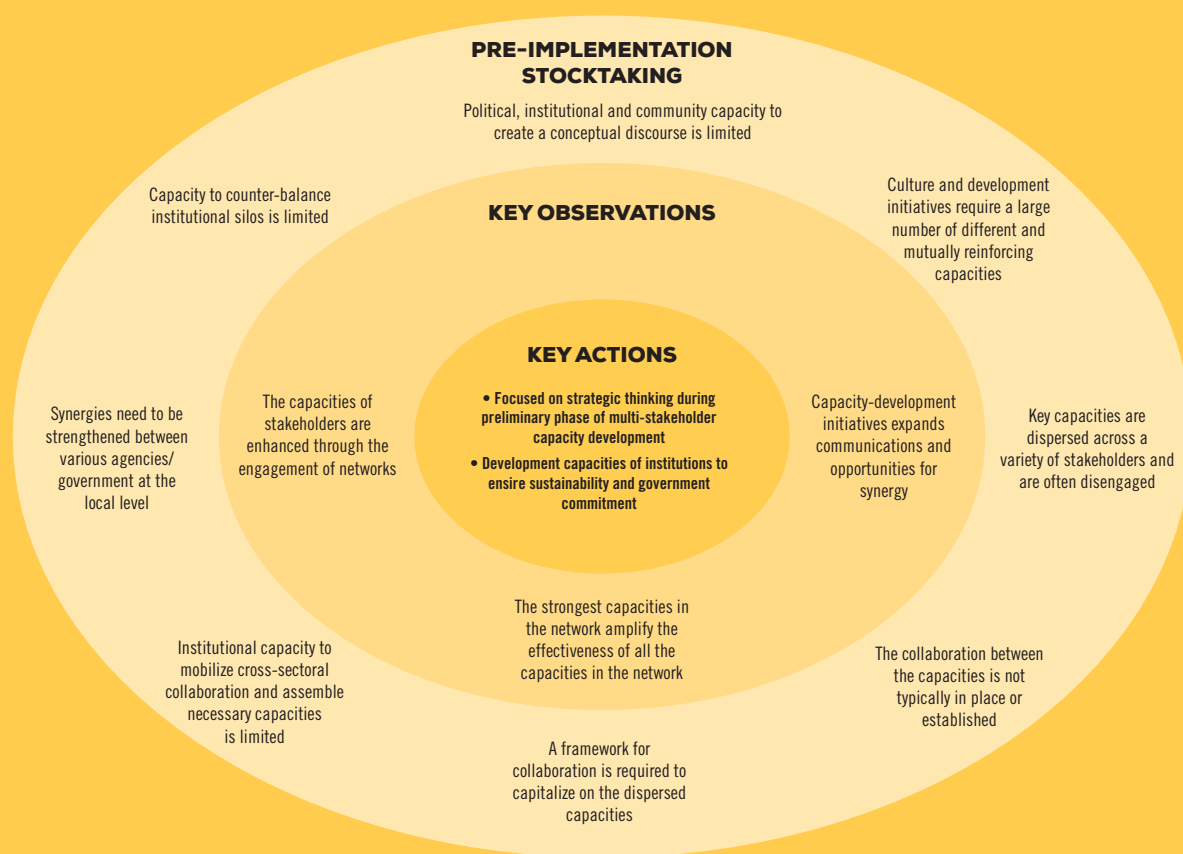 PRE-IMPLEMENTATION
STOCKTAKING
Political, institutional and community capacity to
create a conceptual discourse is limited
Capacity to counter-balance
institutional silos is limited
Culture and development
initiatives require a large
number of different and
mutually reinforcing
capacities
KEY OBSERVATIONS
KEY ACTIONS
• Focused on strategic thinking during
preliminary phase of multi-stakeholder
capacity development
• Development capacities of institutions to
ensire sustainability and government
commitment
Synergies need to be
strengthened between
various agencies/
government at the
local level
The capacities of
stakeholders are
enhanced through the
engagement of networks
Capacity-development
initiatives expands
communications and
opportunities for
synergy
Key capacities are
dispersed across a
variety of stakeholders and
are often disengaged
The strongest capacities in
the network amplify the
effectiveness of all the
capacities in the network
Institutional capacity to
mobilize cross-sectoral
collaboration and assemble
necessary capacities
is limited
The collaboration between
the capacities is not
typically in place or
established
A framework for
collaboration is required to
capitalize on the dispersed
capacities